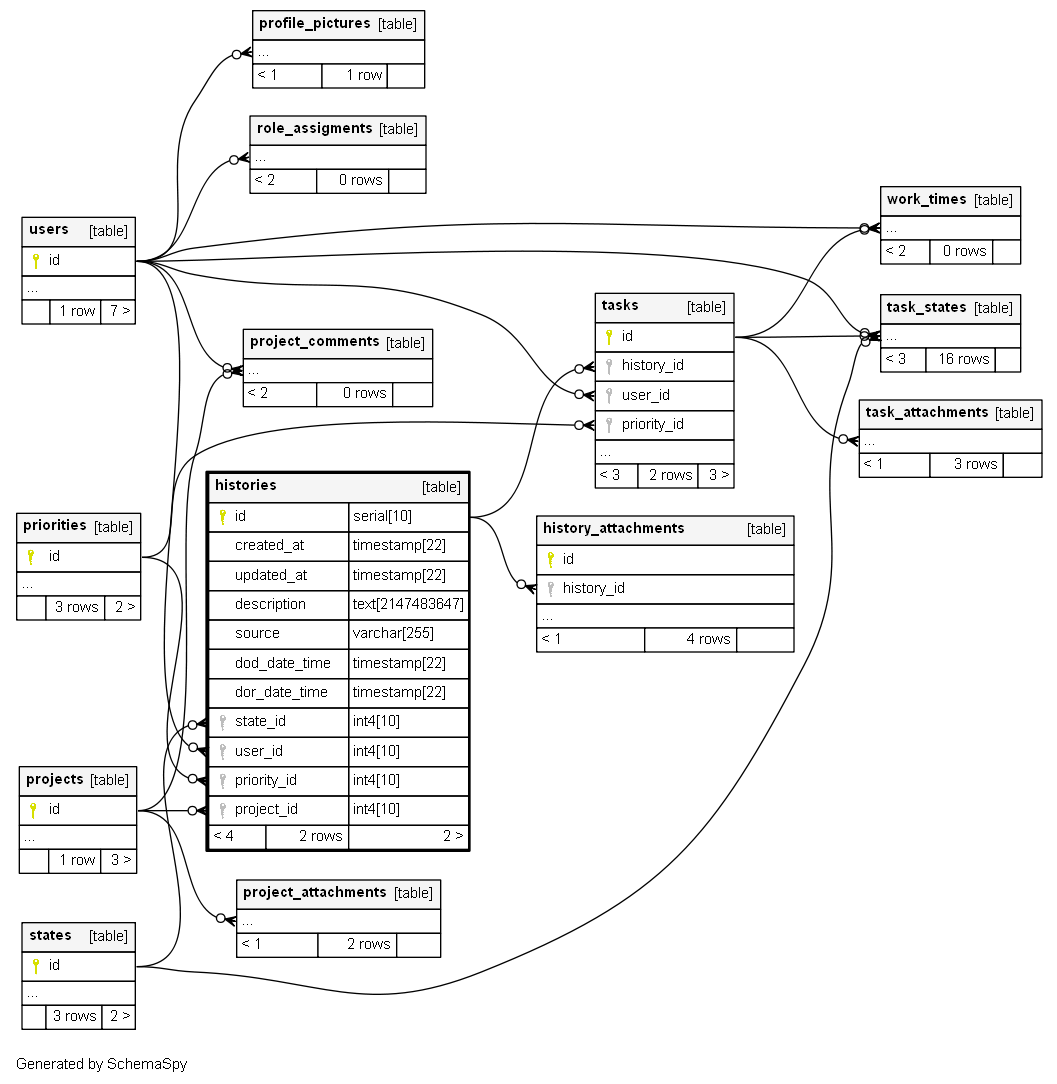 profile_pictures [table]
...
< 1 1 row
role_assigments [table]
...
< 2 0 rows
users [table]
id
...
1 row 7 >
work_times [table]
...
< 2 0 rows
tasks [table]
id
history_id
user_id
priority_id
...
< 3 2 rows 3 >
task_states [table]
...
< 3 16 rows
project_comments [table]
...
< 2 0 rows
task_attachments [table]
...
< 1 3 rows
histories [table]
id serial[10]
created_at timestamp[22]
updated_at timestamp[22]
description text[2147483647]
source varchar[255]
dod_date_time timestamp[22]
dor_date_time timestamp[22]
state_id int4[10]
user_id int4[10]
priority_id int4[10]
project_id int4[10]
< 4 2 rows 2 >
priorities [table]
id
...
3 rows 2 >
history_attachments [table]
id
history_id
...
< 1 4 rows
projects [table]
id
...
1 row 3 >
project_attachments [table]
...
< 1 2 rows
states [table]
id
...
3 rows 2 >
Generated by SchemaSpy